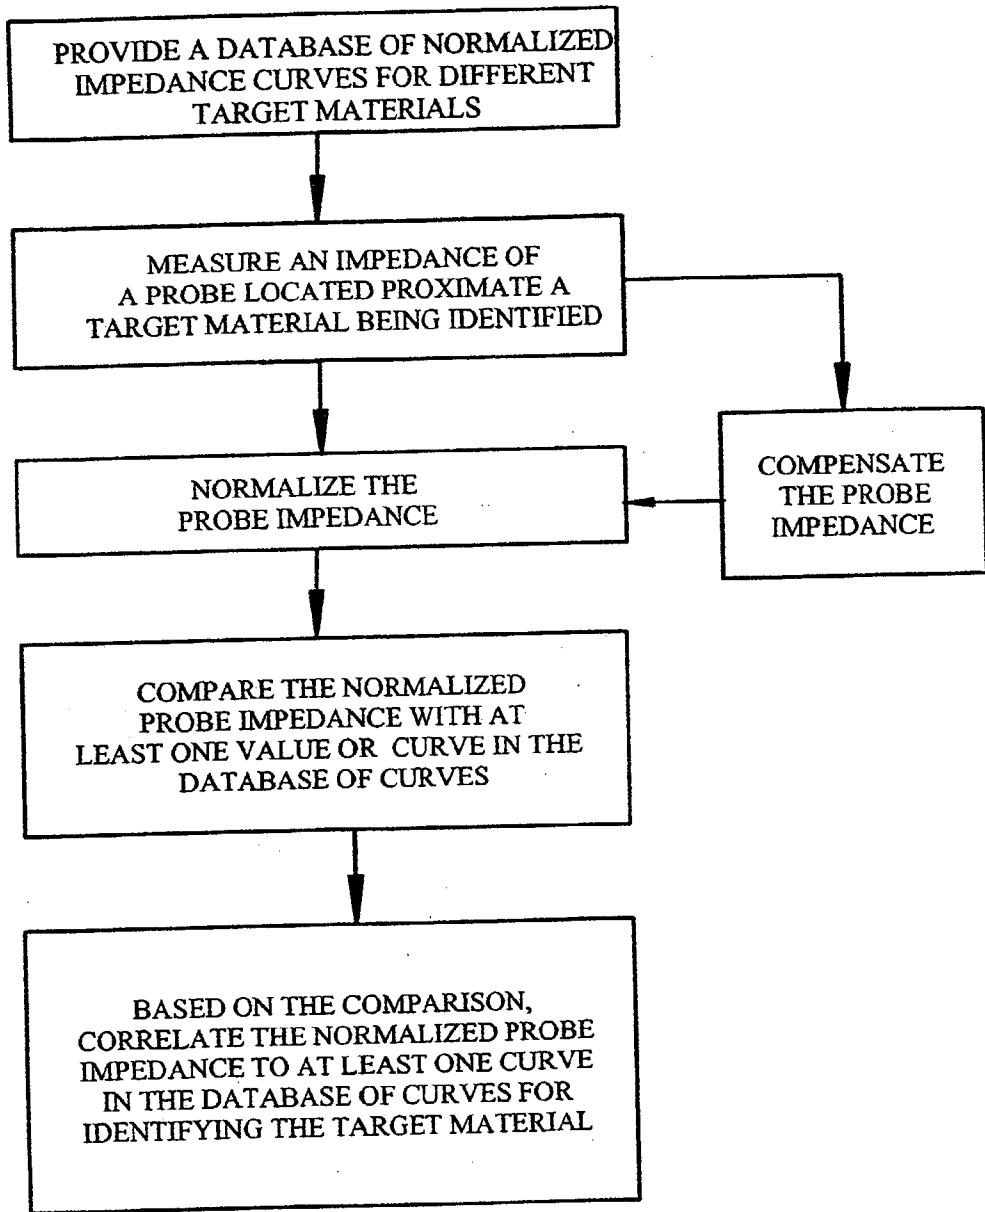 PROVIDE A DATABASE OF NORMALIZED
IMPEDANCE CURVES FOR DIFFERENT
TARGET MATERIALS
MEASURE AN IMPEDANCE OF
A PROBE LOCATED PROXIMATE A
TARGET MATERIAL BEING IDENTIFIED
NORMALIZE THE
PROBE IMPEDANCE
COMPENSATE
THE PROBE
IMPEDANCE
COMPARE THE NORMALIZED
PROBE IMPEDANCE WITH AT
LEAST ONE VALUE OR CURVE IN THE
DATABASE OF CURVES
BASED ON THE COMPARISON,
CORRELATE THE NORMALIZED PROBE
IMPEDANCE TO AT LEAST ONE CURVE
IN THE DATABASE OF CURVES FOR
IDENTIFYING THE TARGET MATERIAL